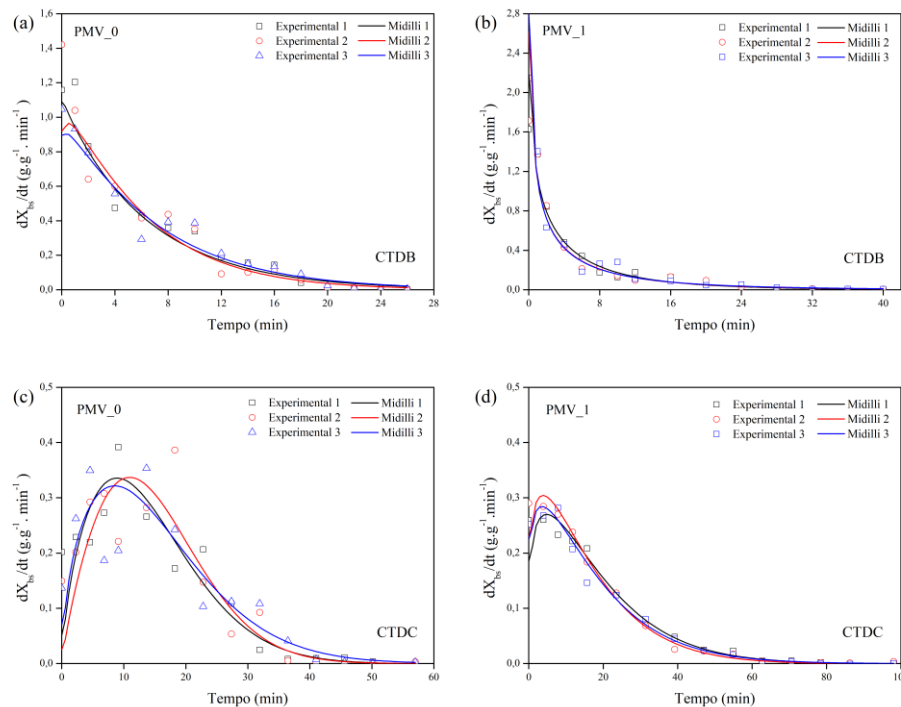 (a)
PMV_0
Experimental 1
Experimental 2
Experimental 3
Midilli 1
Midilli 2
Midilli 3
1,6
1,4
1,2
1,0
0,8
0,6
0,4
0,2
0,0
dX_bs/dt (g.g⁻¹. min⁻¹)
CTDB
0 4 8 12 16 20 24 28
Tempo (min)
(b)
PMV_1
Experimental 1
Experimental 2
Experimental 3
Midilli 1
Midilli 2
Midilli 3
2,8
2,4
2,0
1,6
1,2
0,8
0,4
0,0
dX_bs/dt (g.g⁻¹.min⁻¹)
CTDB
0 4 8 12 16 20 24 28 32 36 40
Tempo (min)
(c)
PMV_0
Experimental 1
Experimental 2
Experimental 3
Midilli 1
Midilli 2
Midilli 3
0,5
0,4
0,3
0,2
0,1
0,0
dX_bs/dt (g.g⁻¹.min⁻¹)
CTDC
0 10 20 30 40 50 60
Tempo (min)
(d)
PMV_1
Experimental 1
Experimental 2
Experimental 3
Midilli 1
Midilli 2
Midilli 3
0,5
0,4
0,3
0,2
0,1
0,0
dX_bs/dt (g.g⁻¹.min⁻¹)
CTDC
0 20 40 60 80
Tempo (min)